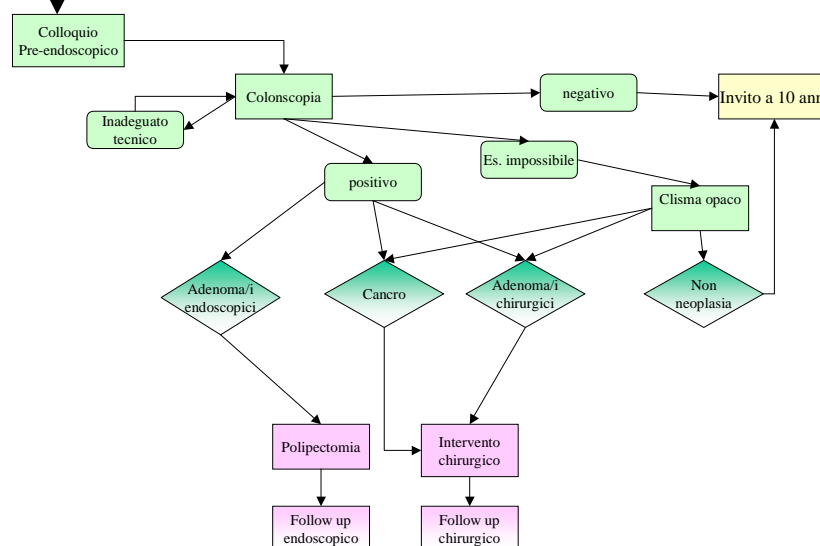 Colloquio
Pre-endoscopico
Colonscopia
negativo
Invito a 10 ann
Inadeguato
tecnico
Es. impossibile
positivo
Clisma opaco
Adenoma/i
endoscopici
Cancro
Adenoma/i
chirurgici
Non
neoplasia
Polipectomia
Intervento
chirurgico
Follow up
endoscopico
Follow up
chirurgico